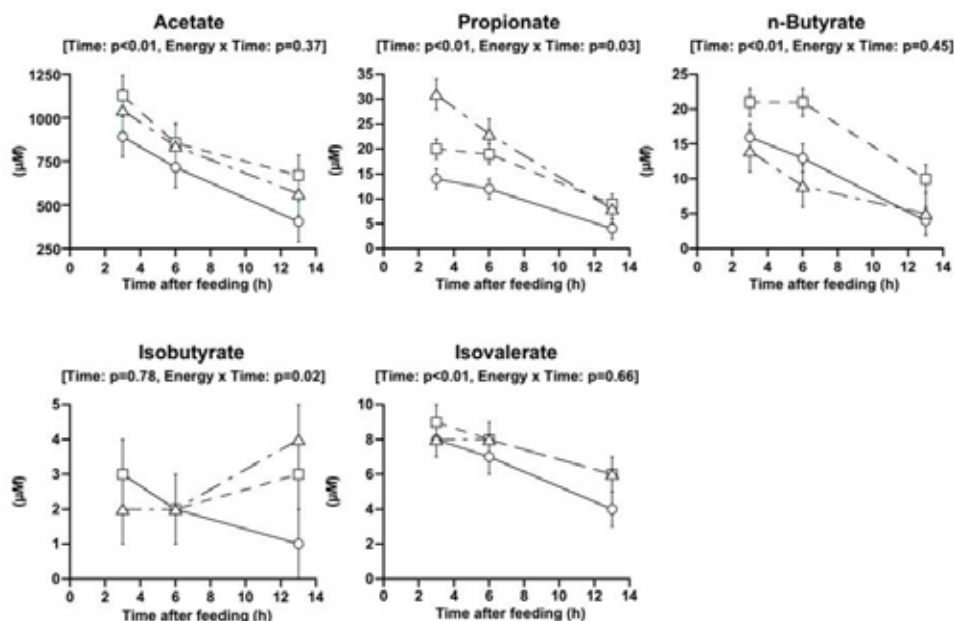 Acetate
[Time: p<0.01, Energy x Time: p=0.37]
1250
1000
750
500
250
(µM)
0 2 4 6 8 10 12 14
Time after feeding (h)
Propionate
[Time: p<0.01, Energy x Time: p=0.03]
35
30
25
20
15
10
5
0
(µM)
0 2 4 6 8 10 12 14
Time after feeding (h)
n-Butyrate
[Time: p<0.01, Energy x Time: p=0.45]
25
20
15
10
5
0
(µM)
0 2 4 6 8 10 12 14
Time after feeding (h)
Isobutyrate
[Time: p=0.78, Energy x Time: p=0.02]
5
4
3
2
1
0
(µM)
0 2 4 6 8 10 12 14
Time after feeding (h)
Isovalerate
[Time: p<0.01, Energy x Time: p=0.66]
10
8
6
4
2
0
(µM)
0 2 4 6 8 10 12 14
Time after feeding (h)